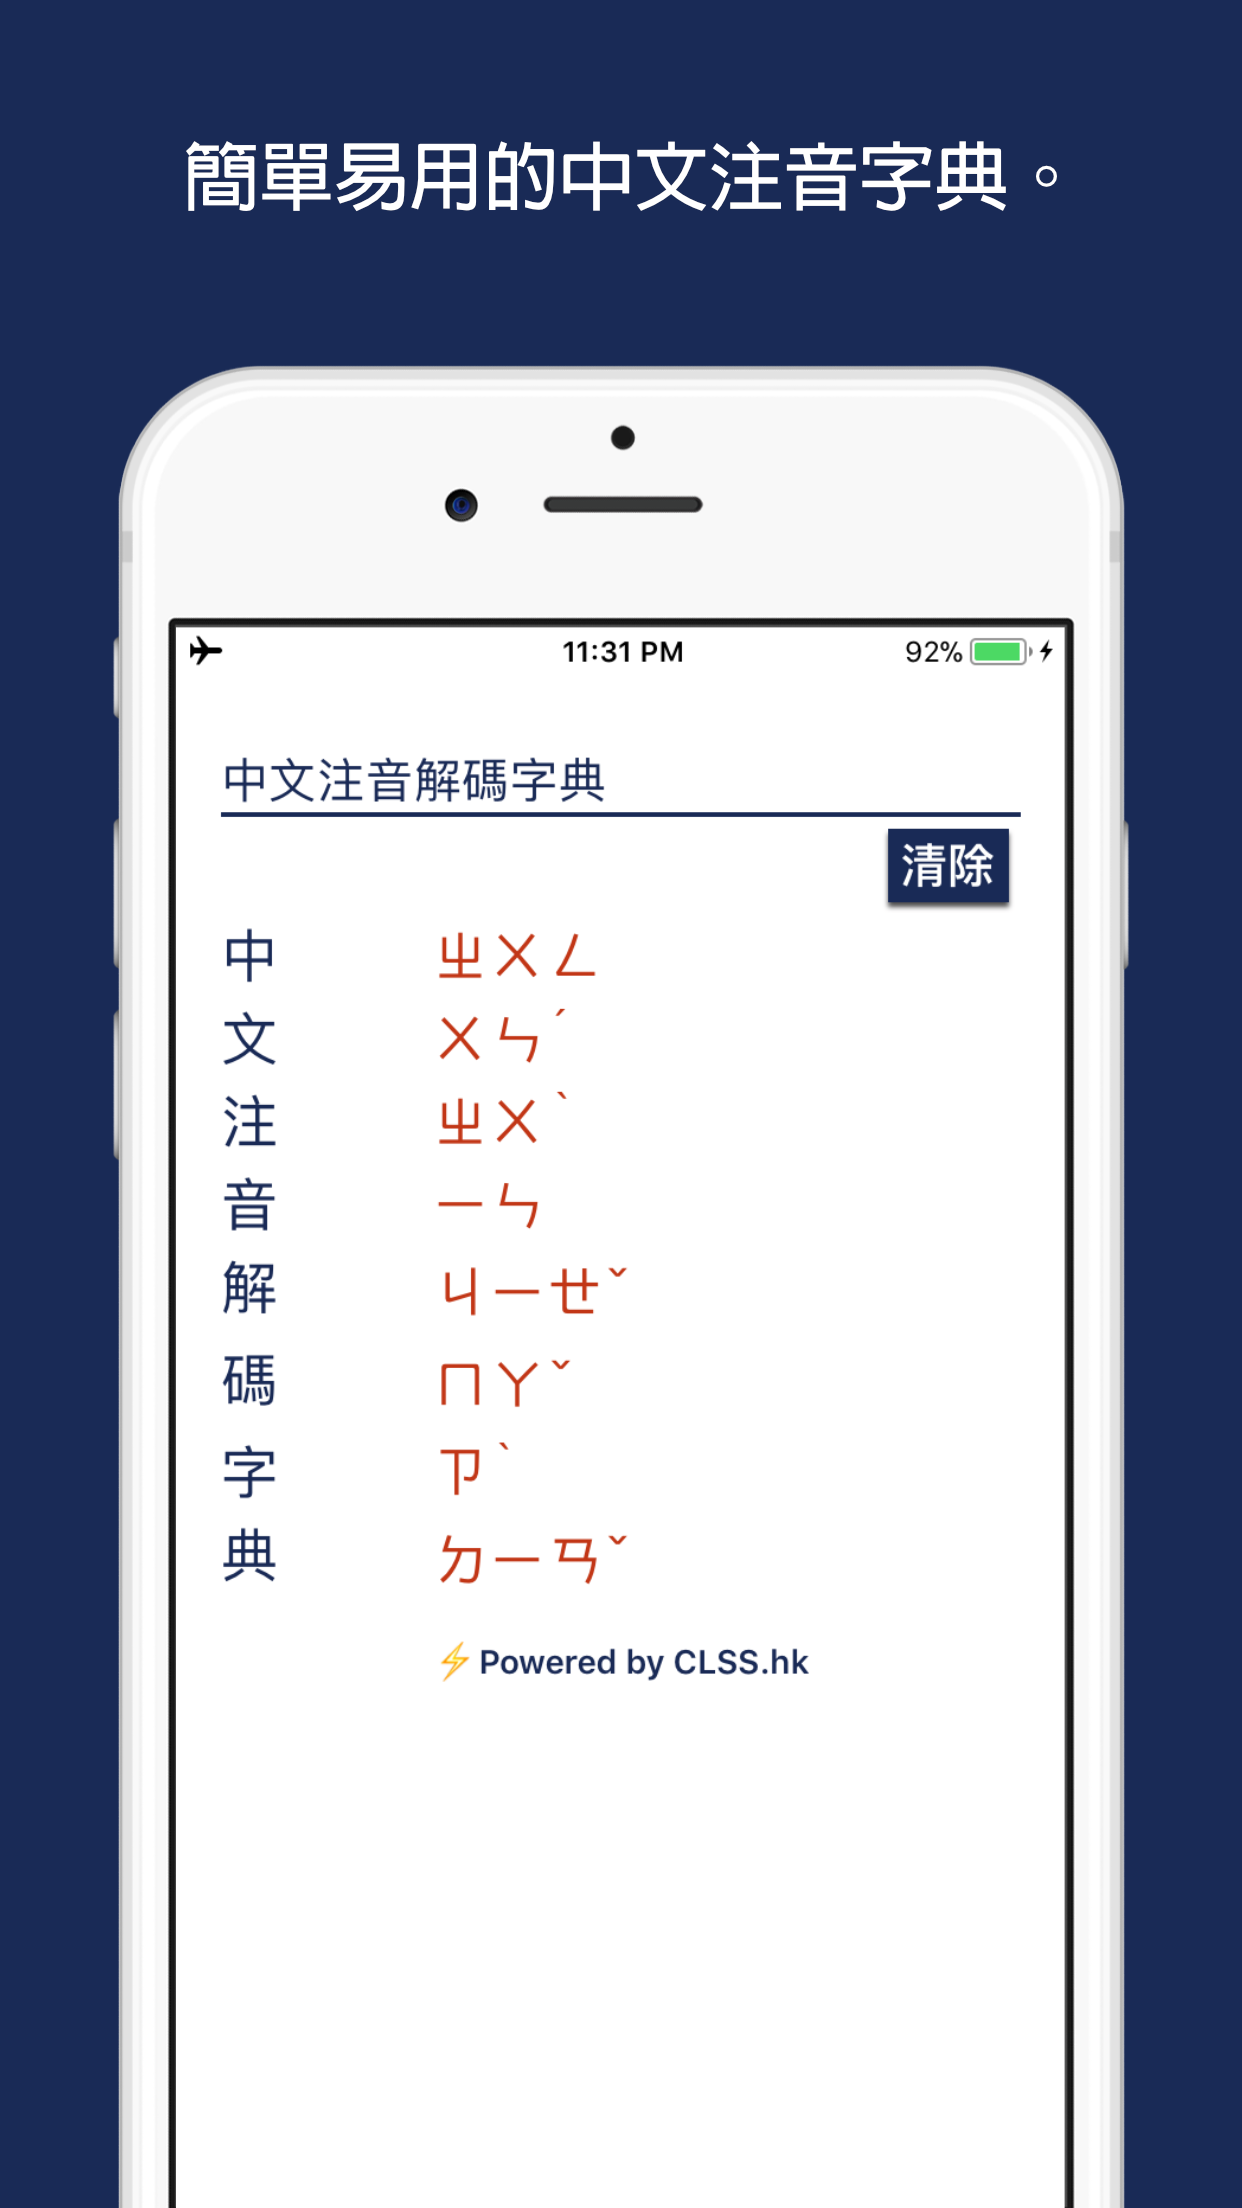 簡單易用的中文注音字典。
11:31 PM 92%
中文注音解碼字典
清除
中 ㄓㄨㄥ
文 ㄨㄣˊ
注 ㄓㄨˋ
音 ㄧㄣ
解 ㄐㄧㄝˇ
碼 ㄇㄚˇ
字 ㄗˋ
典 ㄉㄧㄢˇ
⚡Powered by CLSS.hk